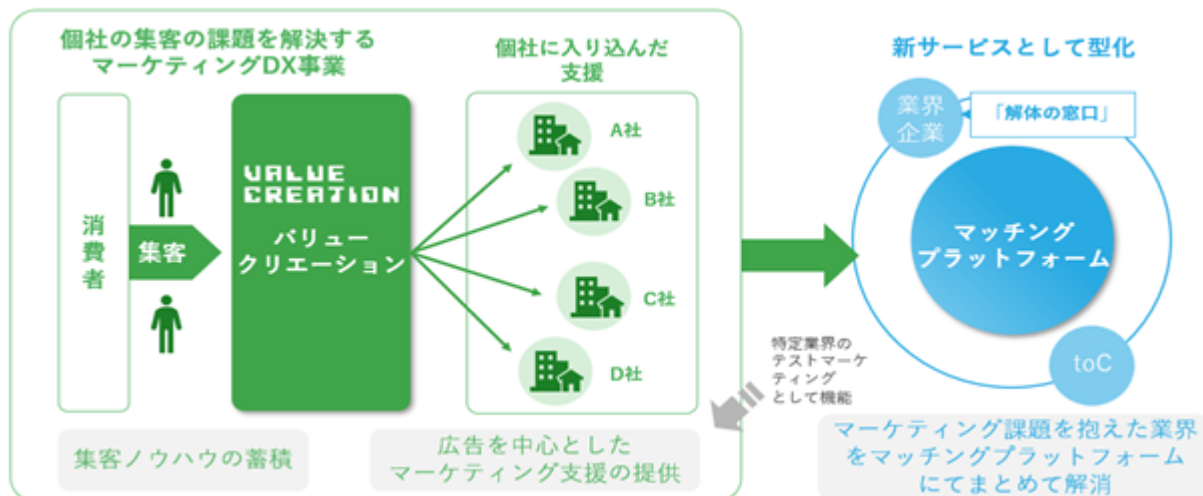 個社の集客の課題を解決する
マーケティングDX事業
個社に入り込んだ
支援
新サービスとして型化
消費者
集客
VALUE
CREATION
バリュー
クリエーション
A社
B社
C社
D社
業界
企業
「解体の窓口」
マッチング
プラットフォーム
toC
特定業界の
テストマーケ
ティング
として機能
集客ノウハウの蓄積
広告を中心とした
マーケティング支援の提供
マーケティング課題を抱えた業界
をマッチングプラットフォーム
にてまとめて解消